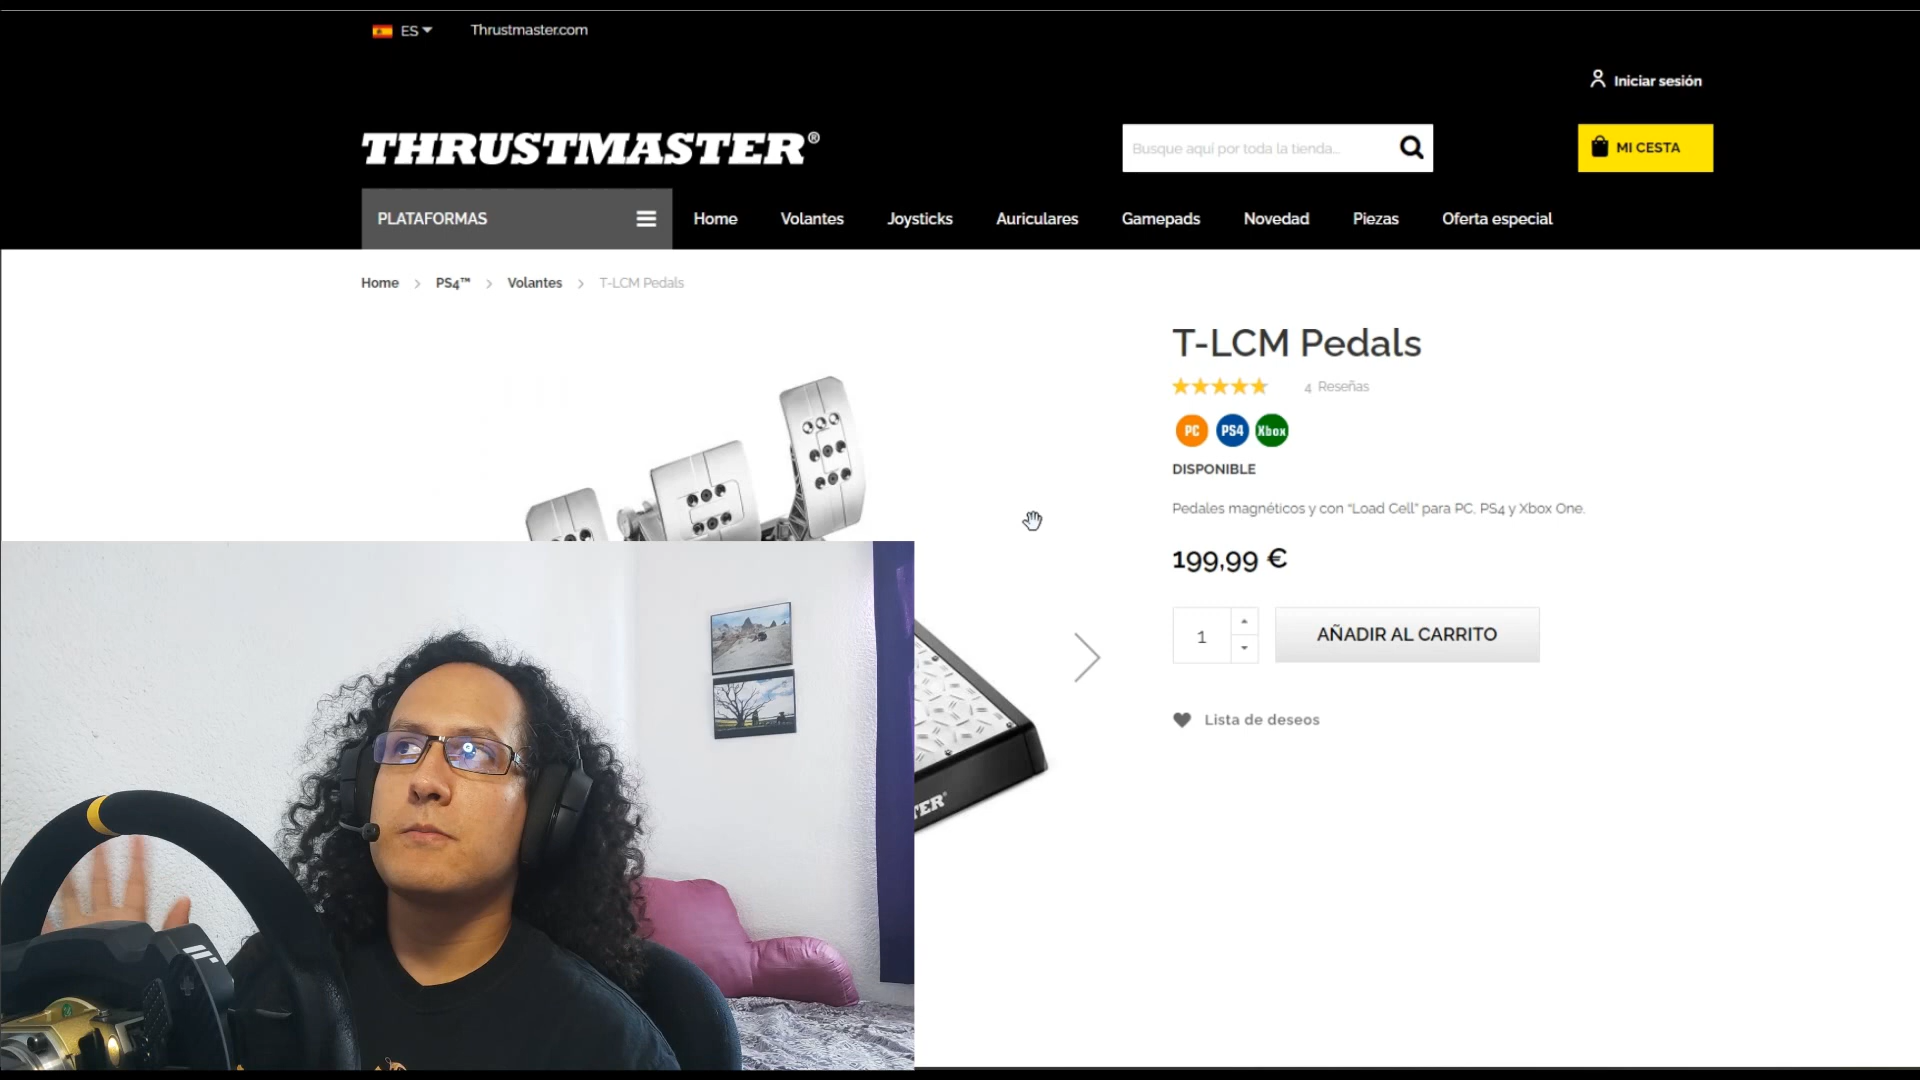 ES
Thrustmaster.com
Iniciar sesión
THRUSTMASTER®
Busque aquí por toda la tienda...
MI CESTA
PLATAFORMAS
Home
Volantes
Joysticks
Auriculares
Gamepads
Novedad
Piezas
Oferta especial
Home > PS4™ > Volantes > T-LCM Pedals
T-LCM Pedals
4 Reseñas
PC
PS4
Xbox
DISPONIBLE
Pedales magnéticos y con "Load Cell" para PC, PS4 y Xbox One.
199,99 €
1
AÑADIR AL CARRITO
Lista de deseos
TER®